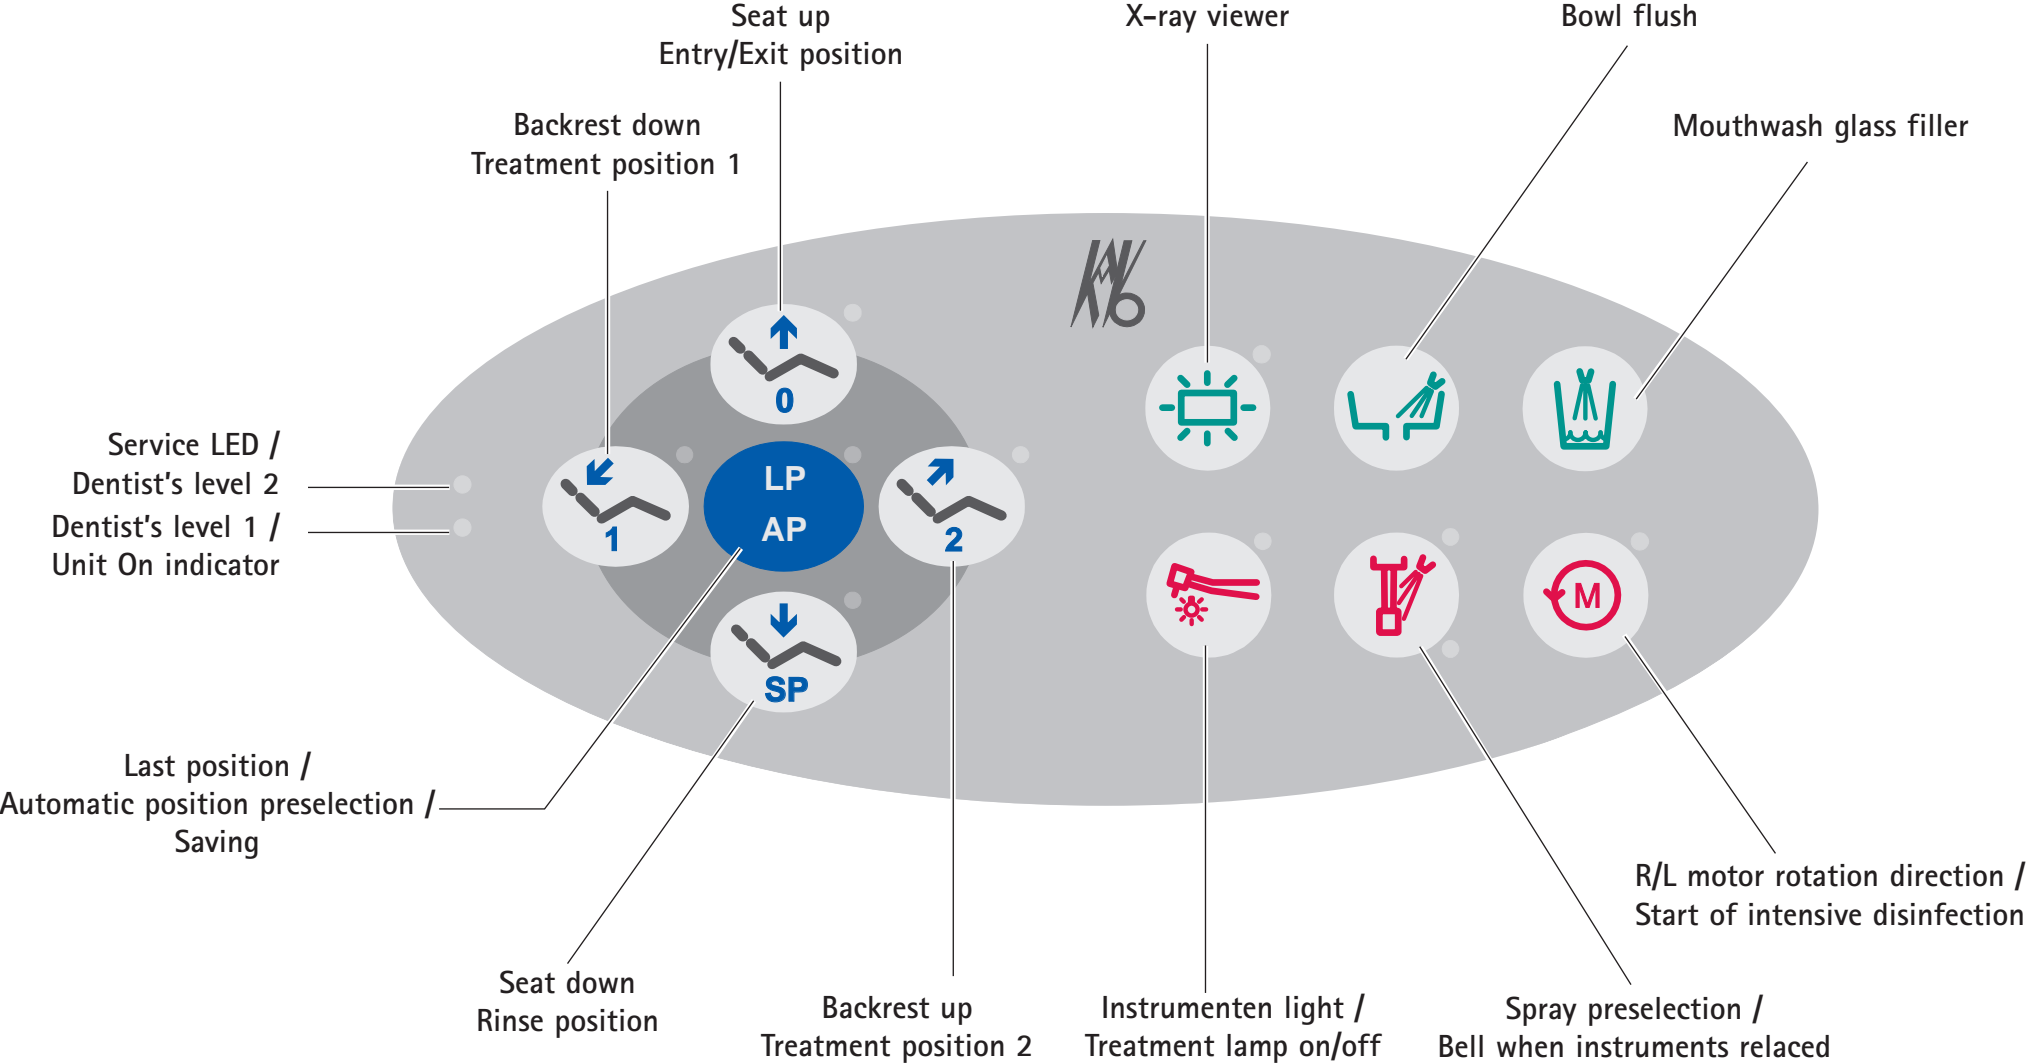 Seat up
Entry/Exit position
X-ray viewer
Bowl flush
Backrest down
Treatment position 1
Mouthwash glass filler
Service LED /
Dentist's level 2
Dentist's level 1 /
Unit On indicator
0
1
LP
AP
2
SP
M
Last position /
Automatic position preselection /
Saving
Seat down
Rinse position
Backrest up
Treatment position 2
Instrumenten light /
Treatment lamp on/off
Spray preselection /
Bell when instruments relaced
R/L motor rotation direction /
Start of intensive disinfection